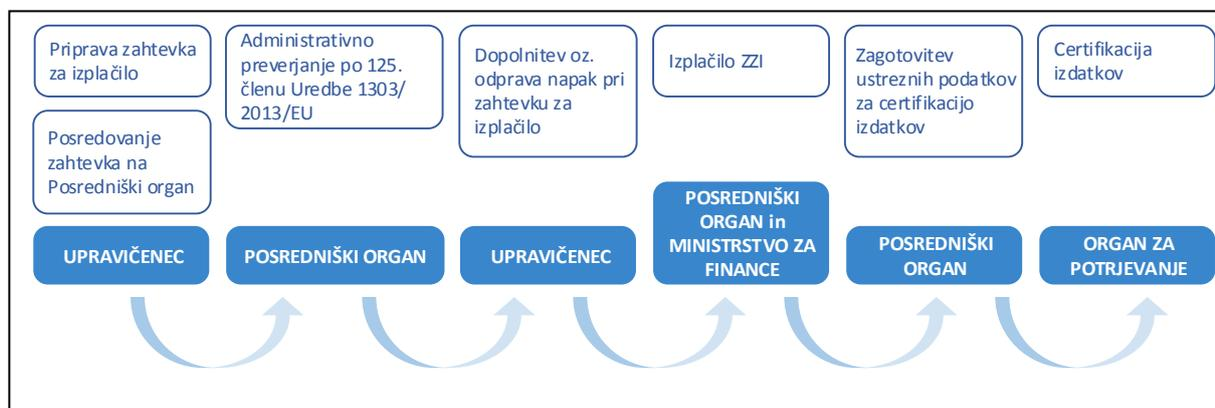 Priprava zahtevka
za izplačilo
Posredovanje
zahtevka na
Posredniški organ
UPRAVIČENEC
Administrativno
preverjanje po 125.
členu Uredbe 1303/
2013/EU
POSREDNIŠKI ORGAN
Dopolnitev oz.
odprava napak pri
zahtevku za
izplačilo
UPRAVIČENEC
Izplačilo ZZI
POSREDNIŠKI
ORGAN in
MINISTRSTVO ZA
FINANCE
Zagotovitev
ustreznih podatkov
za certifikacijo
izdatkov
POSREDNIŠKI
ORGAN
Certifikacija
izdatkov
ORGAN ZA
POTRJEVANJE